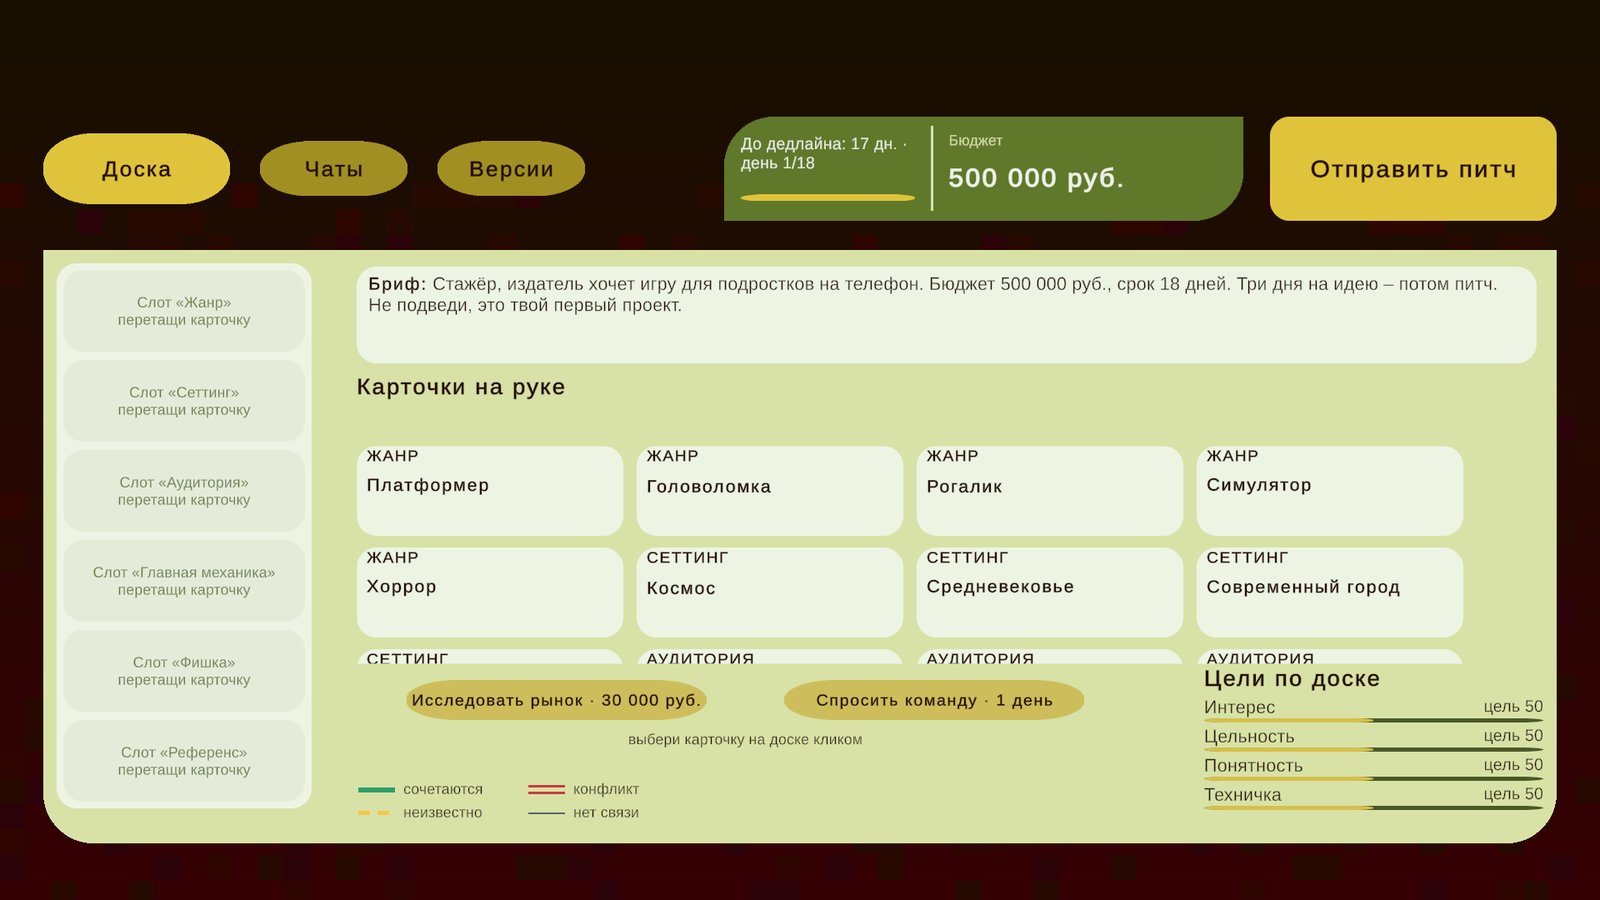 Доска
Чаты
Версии
До дедлайна: 17 дн. ·
день 1/18
Бюджет
500 000 руб.
Отправить питч
Слот «Жанр»
перетащи карточку
Слот «Сеттинг»
перетащи карточку
Слот «Аудитория»
перетащи карточку
Слот «Главная механика»
перетащи карточку
Слот «Фишка»
перетащи карточку
Слот «Референс»
перетащи карточку
Бриф: Стажёр, издатель хочет игру для подростков на телефон. Бюджет 500 000 руб., срок 18 дней. Три дня на идею – потом питч.
Не подведи, это твой первый проект.
Карточки на руке
ЖАНР
Платформер
ЖАНР
Головоломка
ЖАНР
Рогалик
ЖАНР
Симулятор
ЖАНР
Хоррор
СЕТТИНГ
Космос
СЕТТИНГ
Средневековье
СЕТТИНГ
Современный город
СЕТТИНГ
АУДИТОРИЯ
АУДИТОРИЯ
АУДИТОРИЯ
Исследовать рынок · 30 000 руб.
Спросить команду · 1 день
выбери карточку на доске кликом
сочетаются
конфликт
неизвестно
нет связи
Цели по доске
Интерес цель 50
Цельность цель 50
Понятность цель 50
Техничка цель 50